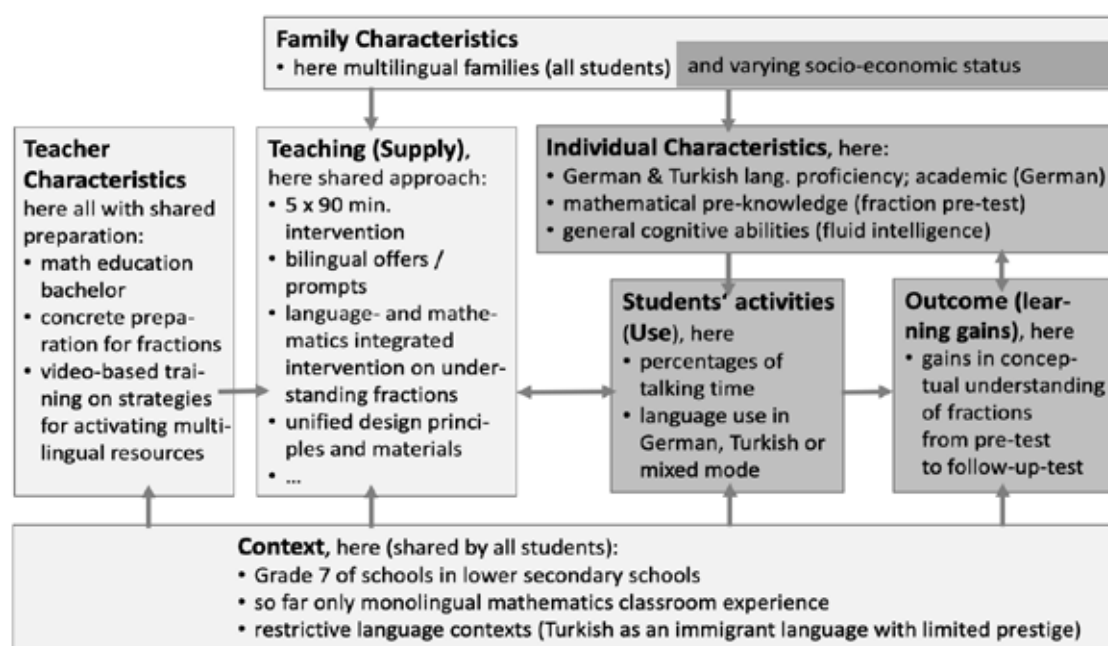 Family Characteristics
• here multilingual families (all students)
and varying socio-economic status
Teacher
Characteristics
here all with shared
preparation:
• math education
bachelor
• concrete prepa-
ration for fractions
• video-based trai-
ning on strategies
for activating multi-
lingual resources
Teaching (Supply),
here shared approach:
• 5 x 90 min.
intervention
• bilingual offers /
prompts
• language- and mathe-
matics integrated
intervention on under-
standing fractions
• unified design princi-
ples and materials
• ...
Individual Characteristics, here:
• German & Turkish lang. proficiency; academic (German)
• mathematical pre-knowledge (fraction pre-test)
• general cognitive abilities (fluid intelligence)
Students' activities
(Use), here
• percentages of
talking time
• language use in
German, Turkish or
mixed mode
Outcome (lear-
ning gains), here
• gains in concep-
tual understanding
of fractions
from pre-test
to follow-up-test
Context, here (shared by all students):
• Grade 7 of schools in lower secondary schools
• so far only monolingual mathematics classroom experience
• restrictive language contexts (Turkish as an immigrant language with limited prestige)